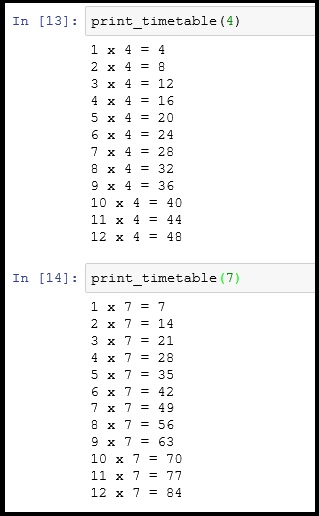 In [13]: print_timetable(4)
1 x 4 = 4
2 x 4 = 8
3 x 4 = 12
4 x 4 = 16
5 x 4 = 20
6 x 4 = 24
7 x 4 = 28
8 x 4 = 32
9 x 4 = 36
10 x 4 = 40
11 x 4 = 44
12 x 4 = 48
In [14]: print_timetable(7)
1 x 7 = 7
2 x 7 = 14
3 x 7 = 21
4 x 7 = 28
5 x 7 = 35
6 x 7 = 42
7 x 7 = 49
8 x 7 = 56
9 x 7 = 63
10 x 7 = 70
11 x 7 = 77
12 x 7 = 84